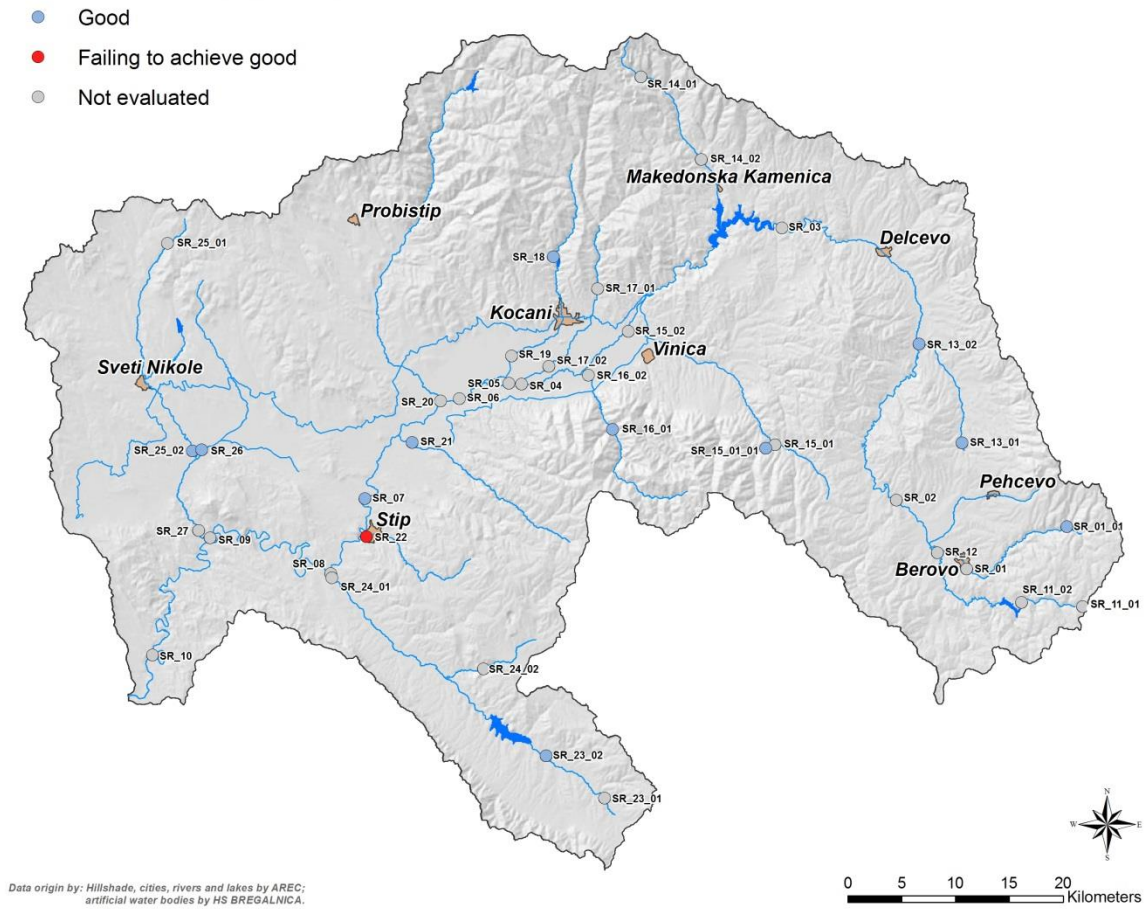 Good
Failing to achieve good
Not evaluated
SR_14_01
SR_14_02
Makedonska Kamenica
Probistip
SR_03
SR_25_01
Delcevo
SR_18
SR_17_01
Kocani
SR_15_02
SR_13_02
Vinica
SR_19
SR_17_02
Sveti Nikole
SR_16_02
SR_05
SR_04
SR_06
SR_20
SR_16_01
SR_21
SR_15_01
SR_13_01
SR_15_01_01
SR_25_02
SR_26
Pehcevo
SR_07
SR_02
Stip
SR_01_01
SR_27
SR_09
SR_22
SR_12
SR_08
Berovo
SR_01
SR_24_01
SR_11_02
SR_11_01
SR_10
SR_24_02
SR_23_02
SR_23_01
N
W
E
S
Data origin by: Hillshade, cities, rivers and lakes by AREC;
artificial water bodies by HS BREGALNICA.
0 5 10 15 20
Kilometers